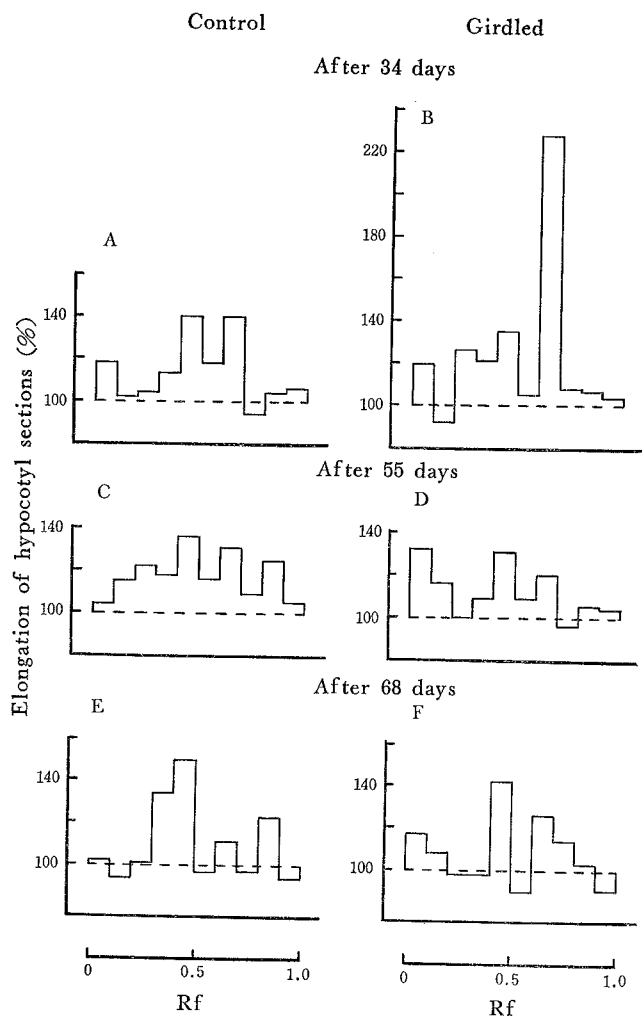 Control Girdled
After 34 days
B
220
180
A
140 140
100 100
Elongation of hypocotyl sections (%)
After 55 days
C D
140 140
100 100
After 68 days
E F
140 140
100 100
0 0.5 1.0 0 0.5 1.0
Rf Rf